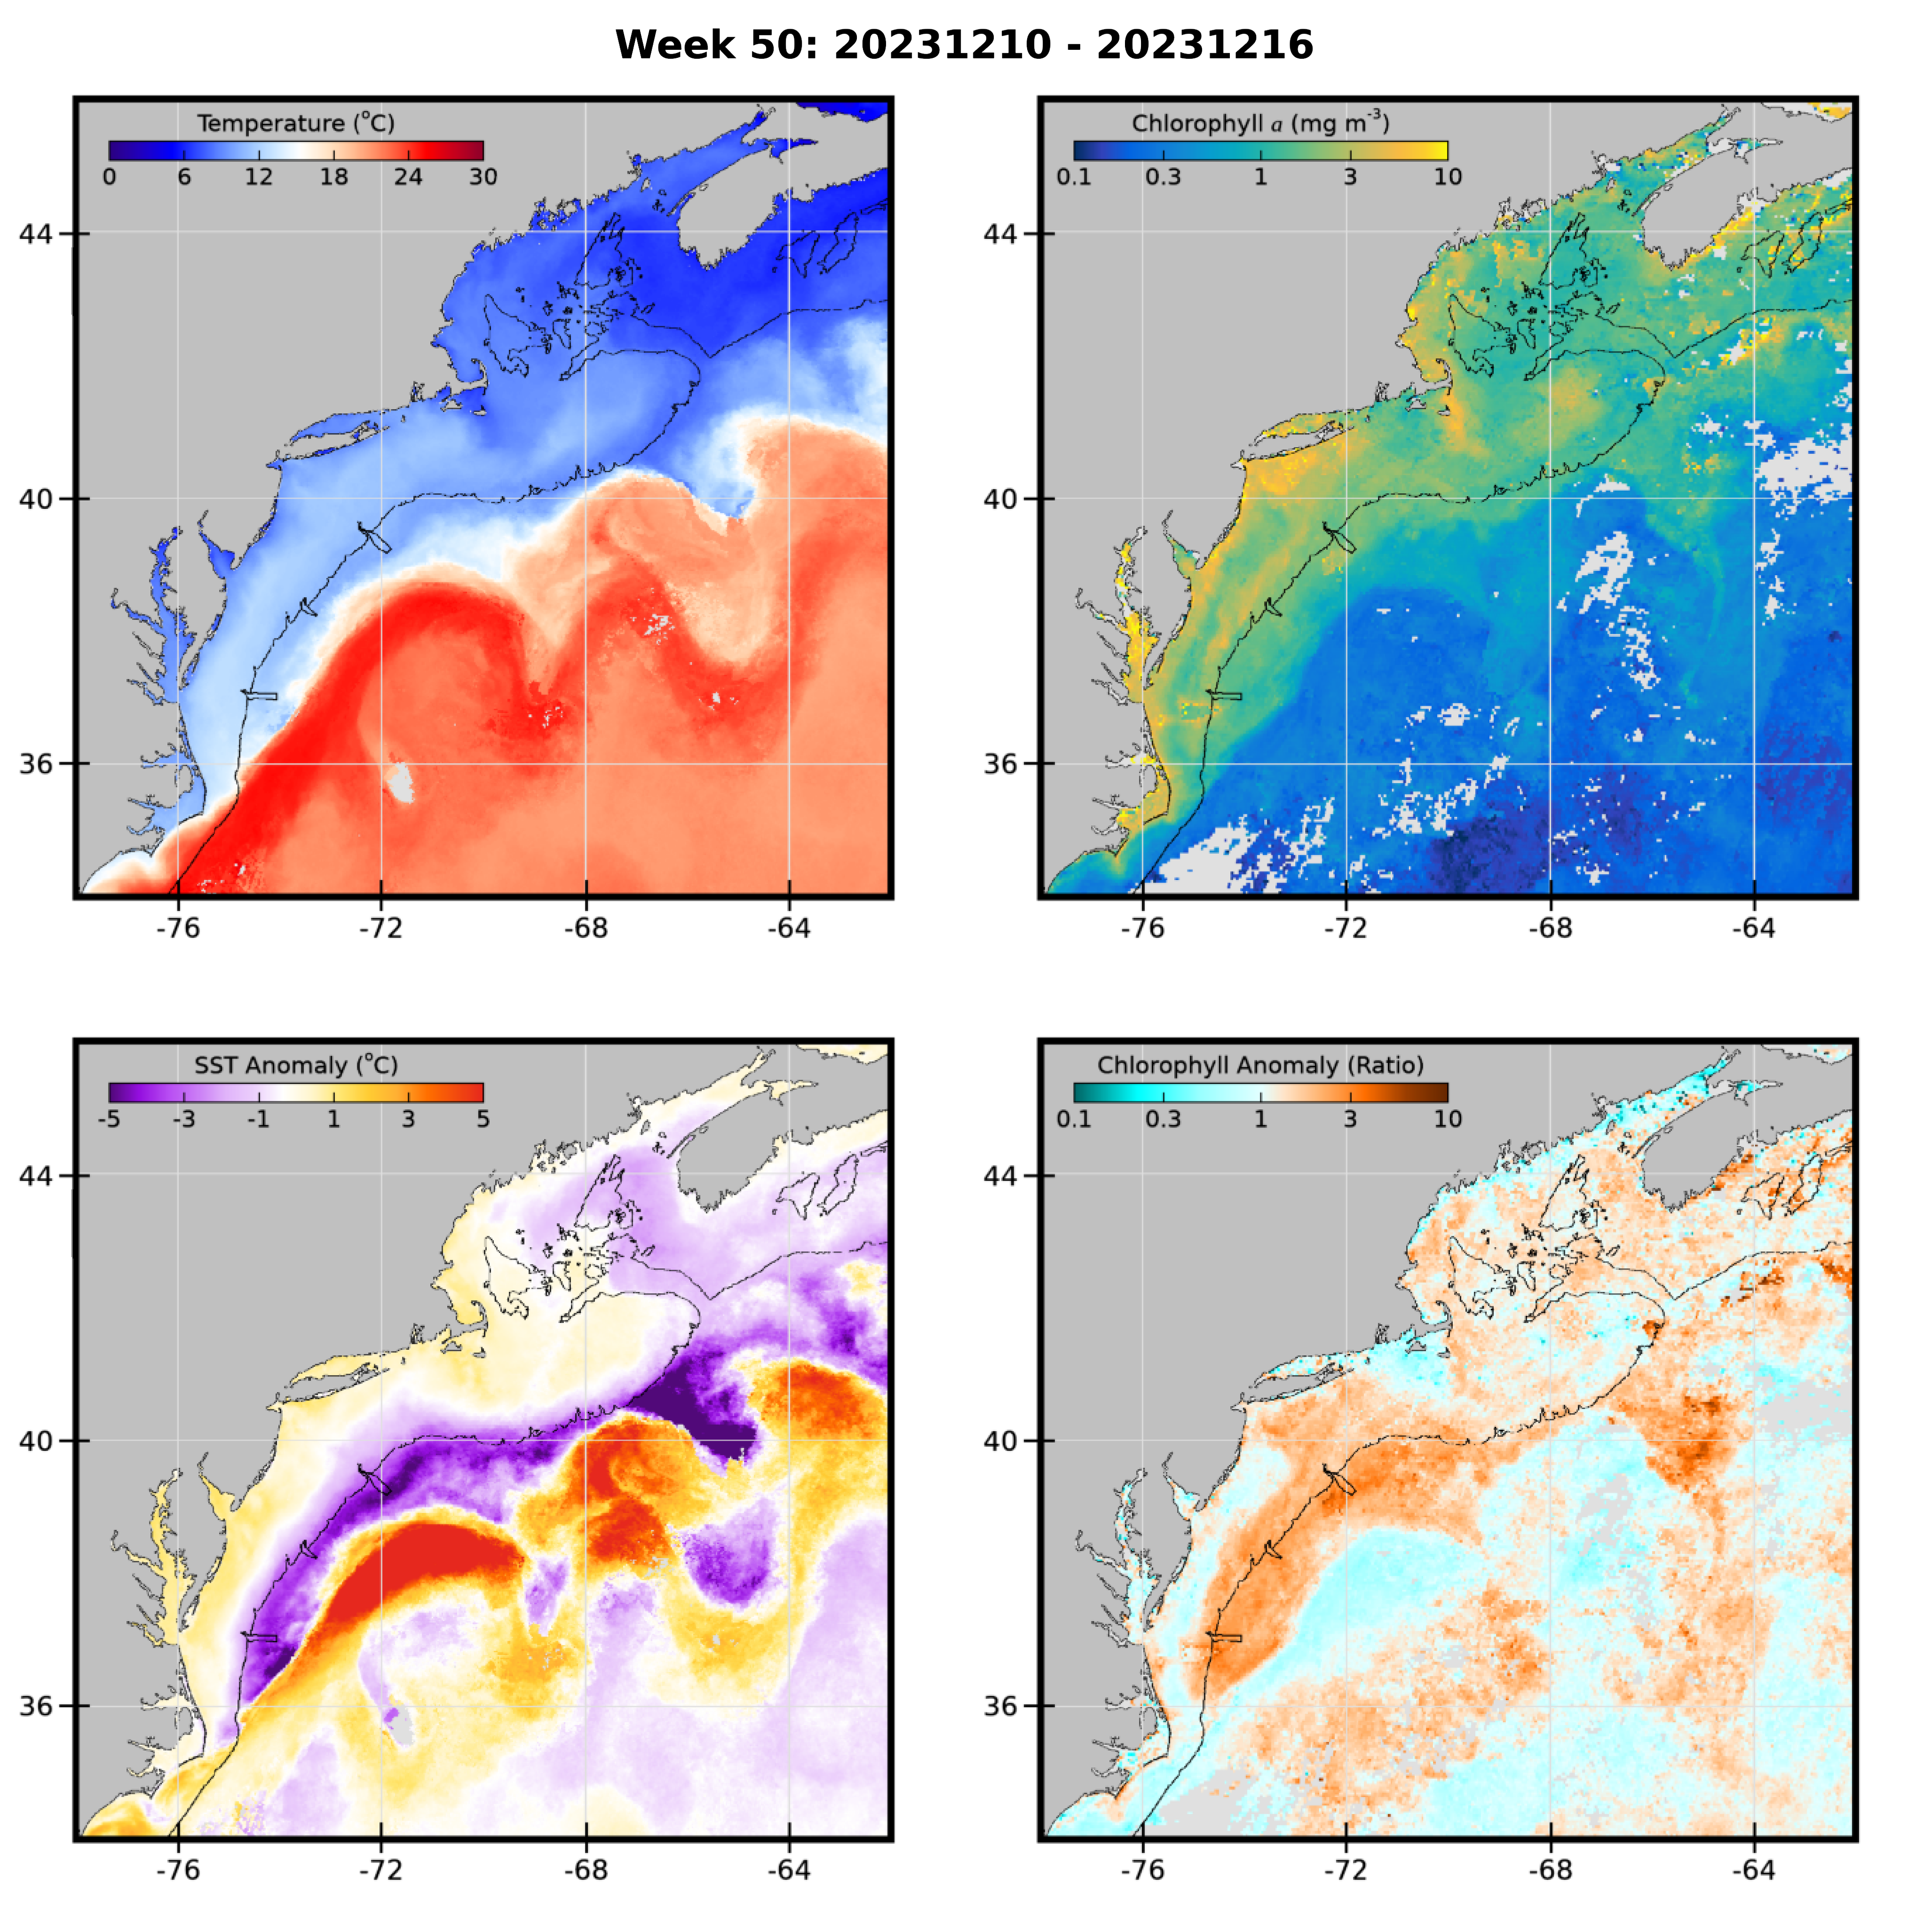 Week 50: 20231210 - 20231216
Temperature (°C)
0 6 12 18 24 30
44
40
36
-76 -72 -68 -64
Chlorophyll a (mg m⁻³)
0.1 0.3 1 3 10
44
40
36
-76 -72 -68 -64
SST Anomaly (°C)
-5 -3 -1 1 3 5
44
40
36
-76 -72 -68 -64
Chlorophyll Anomaly (Ratio)
0.1 0.3 1 3 10
44
40
36
-76 -72 -68 -64